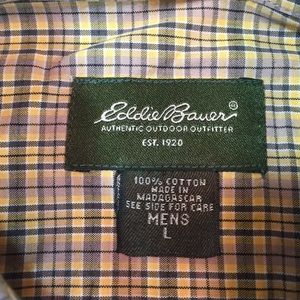 Eddie Bauer®
AUTHENTIC OUTDOOR OUTFITTER
EST. 1920
100% COTTON
MADE IN
MADAGASCAR
SEE SIDE FOR CARE
MENS
L